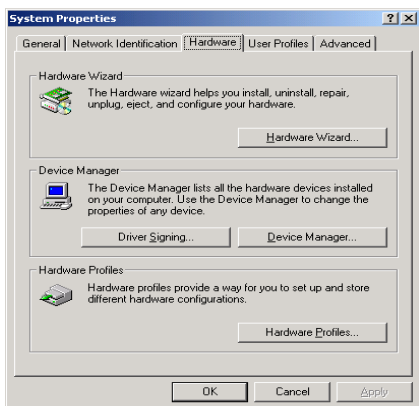 System Properties
General Network Identification Hardware User Profiles Advanced
Hardware Wizard
The Hardware wizard helps you install, uninstall, repair,
unplug, eject, and configure your hardware.
Hardware Wizard...
Device Manager
The Device Manager lists all the hardware devices installed
on your computer. Use the Device Manager to change the
properties of any device.
Driver Signing... Device Manager...
Hardware Profiles
Hardware profiles provide a way for you to set up and store
different hardware configurations.
Hardware Profiles...
OK Cancel Apply